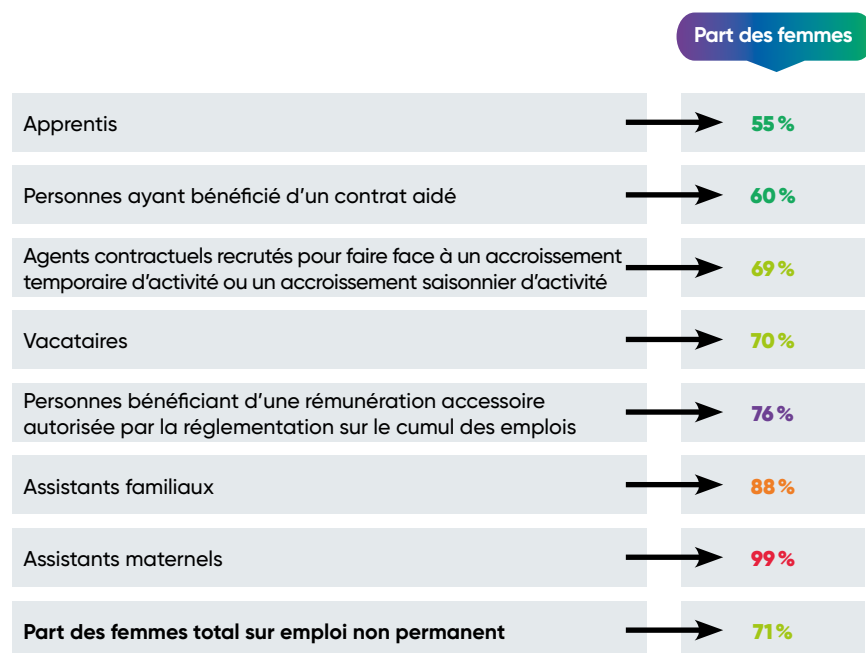 Part des femmes
Apprentis
55 %
Personnes ayant bénéficié d’un contrat aidé
60 %
Agents contractuels recrutés pour faire face à un accroissement
temporaire d’activité ou un accroissement saisonnier d’activité
69 %
Vacataires
70 %
Personnes bénéficiant d’une rémunération accessoire
autorisée par la réglementation sur le cumul des emplois
76 %
Assistants familiaux
88 %
Assistants maternels
99 %
Part des femmes total sur emploi non permanent
71 %